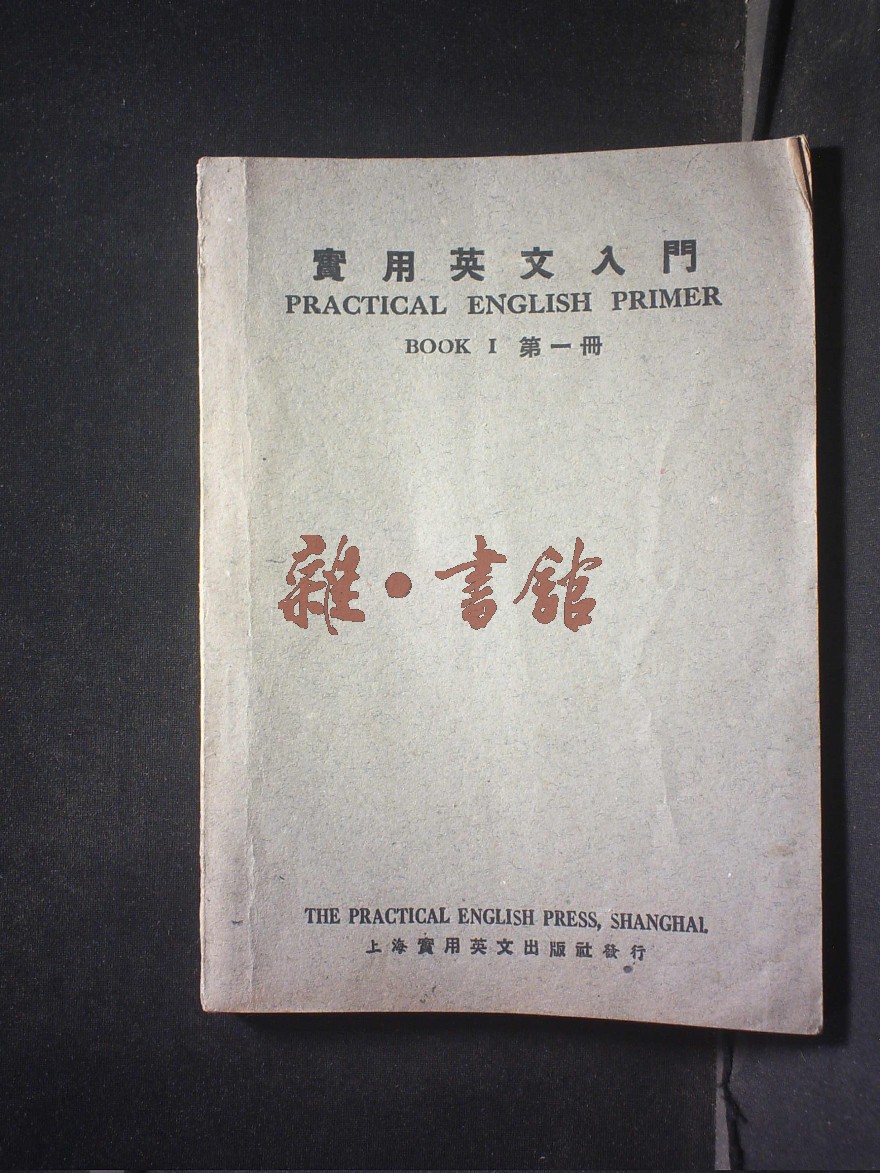 實用英文入門
PRACTICAL ENGLISH PRIMER
BOOK I 第一冊
雜·書館
THE PRACTICAL ENGLISH PRESS, SHANGHAI.
上海實用英文出版社發行